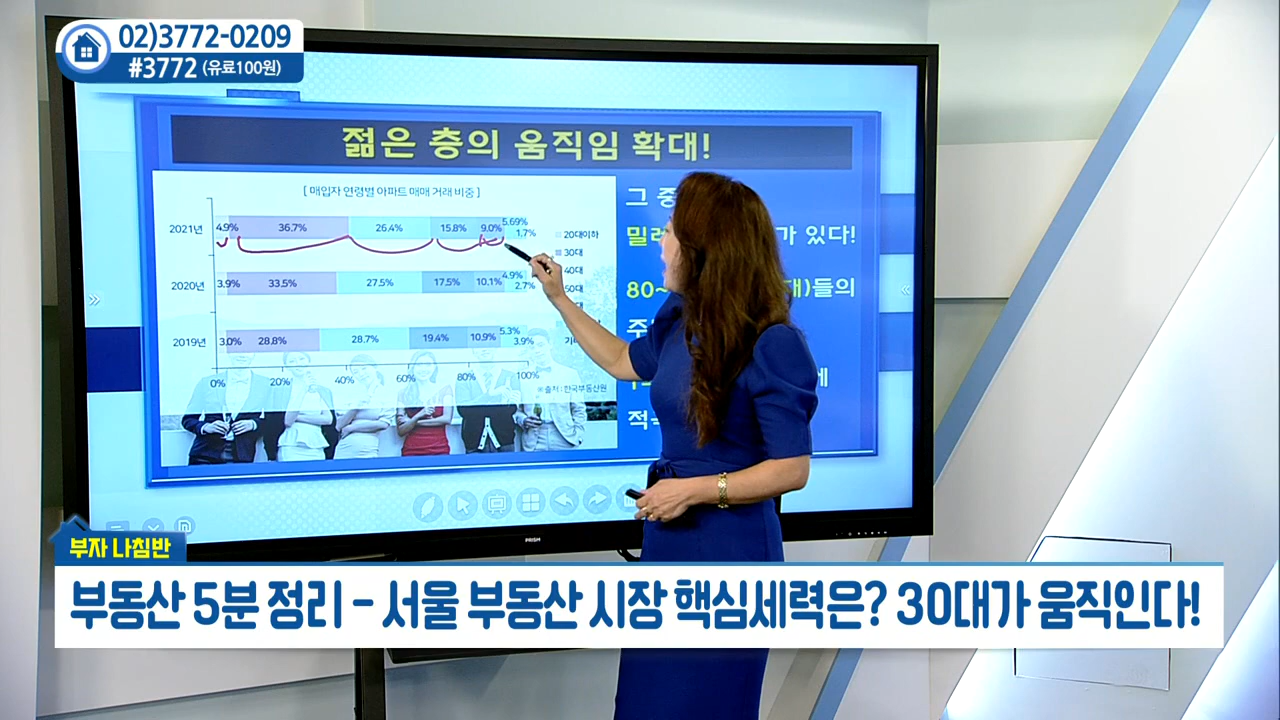 02)3772-0209
#3772 (유료100원)
젊은 층의 움직임 확대!
[ 매입자 연령별 아파트 매매 거래 비중 ]
2021년 4.9% 36.7% 26.4% 15.8% 9.0% 5.69% 1.7%
2020년 3.9% 33.5% 27.5% 17.5% 10.1% 4.9% 2.7%
2019년 3.0% 28.8% 28.7% 19.4% 10.9% 5.3% 3.9%
0% 20% 40% 60% 80% 100%
20대이하
30대
40대
※출처 : 한국부동산원
그
가 있다!
80~
대)들의
PRISM
부자 나침반
부동산 5분 정리 - 서울 부동산 시장 핵심세력은? 30대가 움직인다!